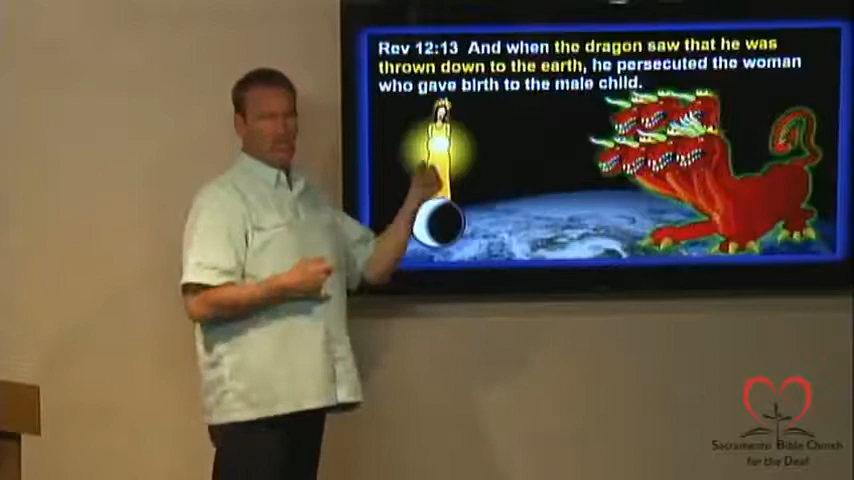 Rev 12:13 And when the dragon saw that he was
thrown down to the earth, he persecuted the woman
who gave birth to the male child.
Sacramento Bible Church
for the Deaf